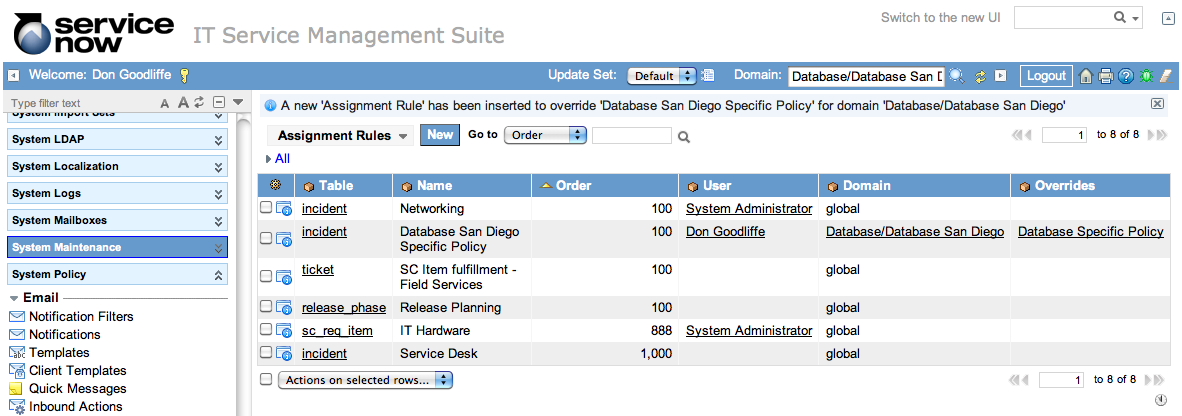 service now
IT Service Management Suite
Switch to the new UI
Welcome: Don Goodliffe
Update Set: Default
Domain: Database/Database San D
Logout
Type filter text
A A
System Import Sets
System LDAP
System Localization
System Logs
System Mailboxes
System Maintenance
System Policy
Email
Notification Filters
Notifications
Templates
Client Templates
Quick Messages
Inbound Actions
A new 'Assignment Rule' has been inserted to override 'Database San Diego Specific Policy' for domain 'Database/Database San Diego'
Assignment Rules New Go to Order 1 to 8 of 8
All
Table Name Order User Domain Overrides
incident Networking 100 System Administrator global
incident Database San Diego 100 Don Goodliffe Database/Database San Diego Database Specific Policy
Specific Policy
ticket SC Item fulfillment - 100 global
Field Services
release_phase Release Planning 100 global
sc_req_item IT Hardware 888 System Administrator global
incident Service Desk 1,000 global
Actions on selected rows... 1 to 8 of 8